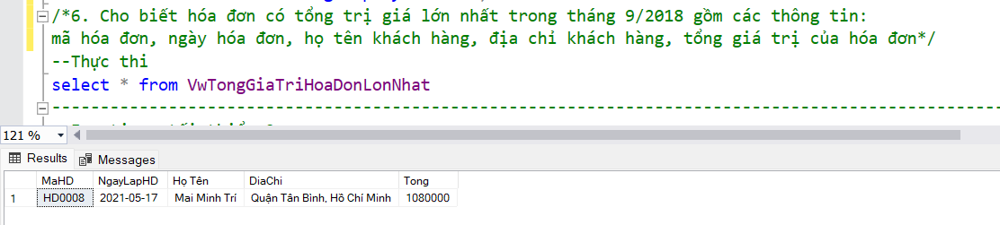 /*6. Cho biết hóa đơn có tổng trị giá lớn nhất trong tháng 9/2018 gồm các thông tin:
mã hóa đơn, ngày hóa đơn, họ tên khách hàng, địa chỉ khách hàng, tổng giá trị của hóa đơn*/
--Thực thi
select * from VwTongGiaTriHoaDonLonNhat
121 %
Results Messages
MaHD NgayLapHD Họ Tên DiaChi Tong
1 HD0008 2021-05-17 Mai Minh Trí Quận Tân Bình, Hồ Chí Minh 1080000